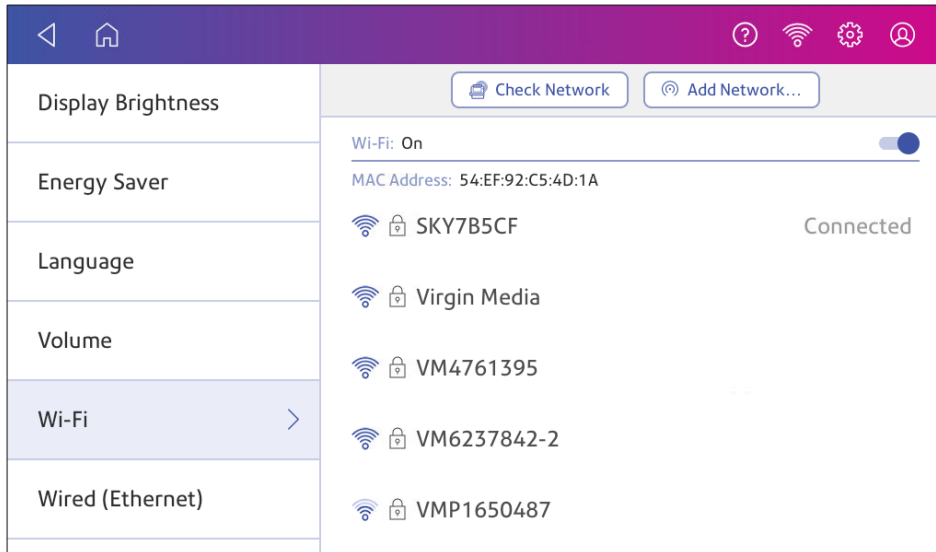 Display Brightness
Energy Saver
Language
Volume
Wi-Fi
Wired (Ethernet)
Check Network
Add Network...
Wi-Fi: On
MAC Address: 54:EF:92:C5:4D:1A
SKY7B5CF Connected
Virgin Media
VM4761395
VM6237842-2
VMP1650487